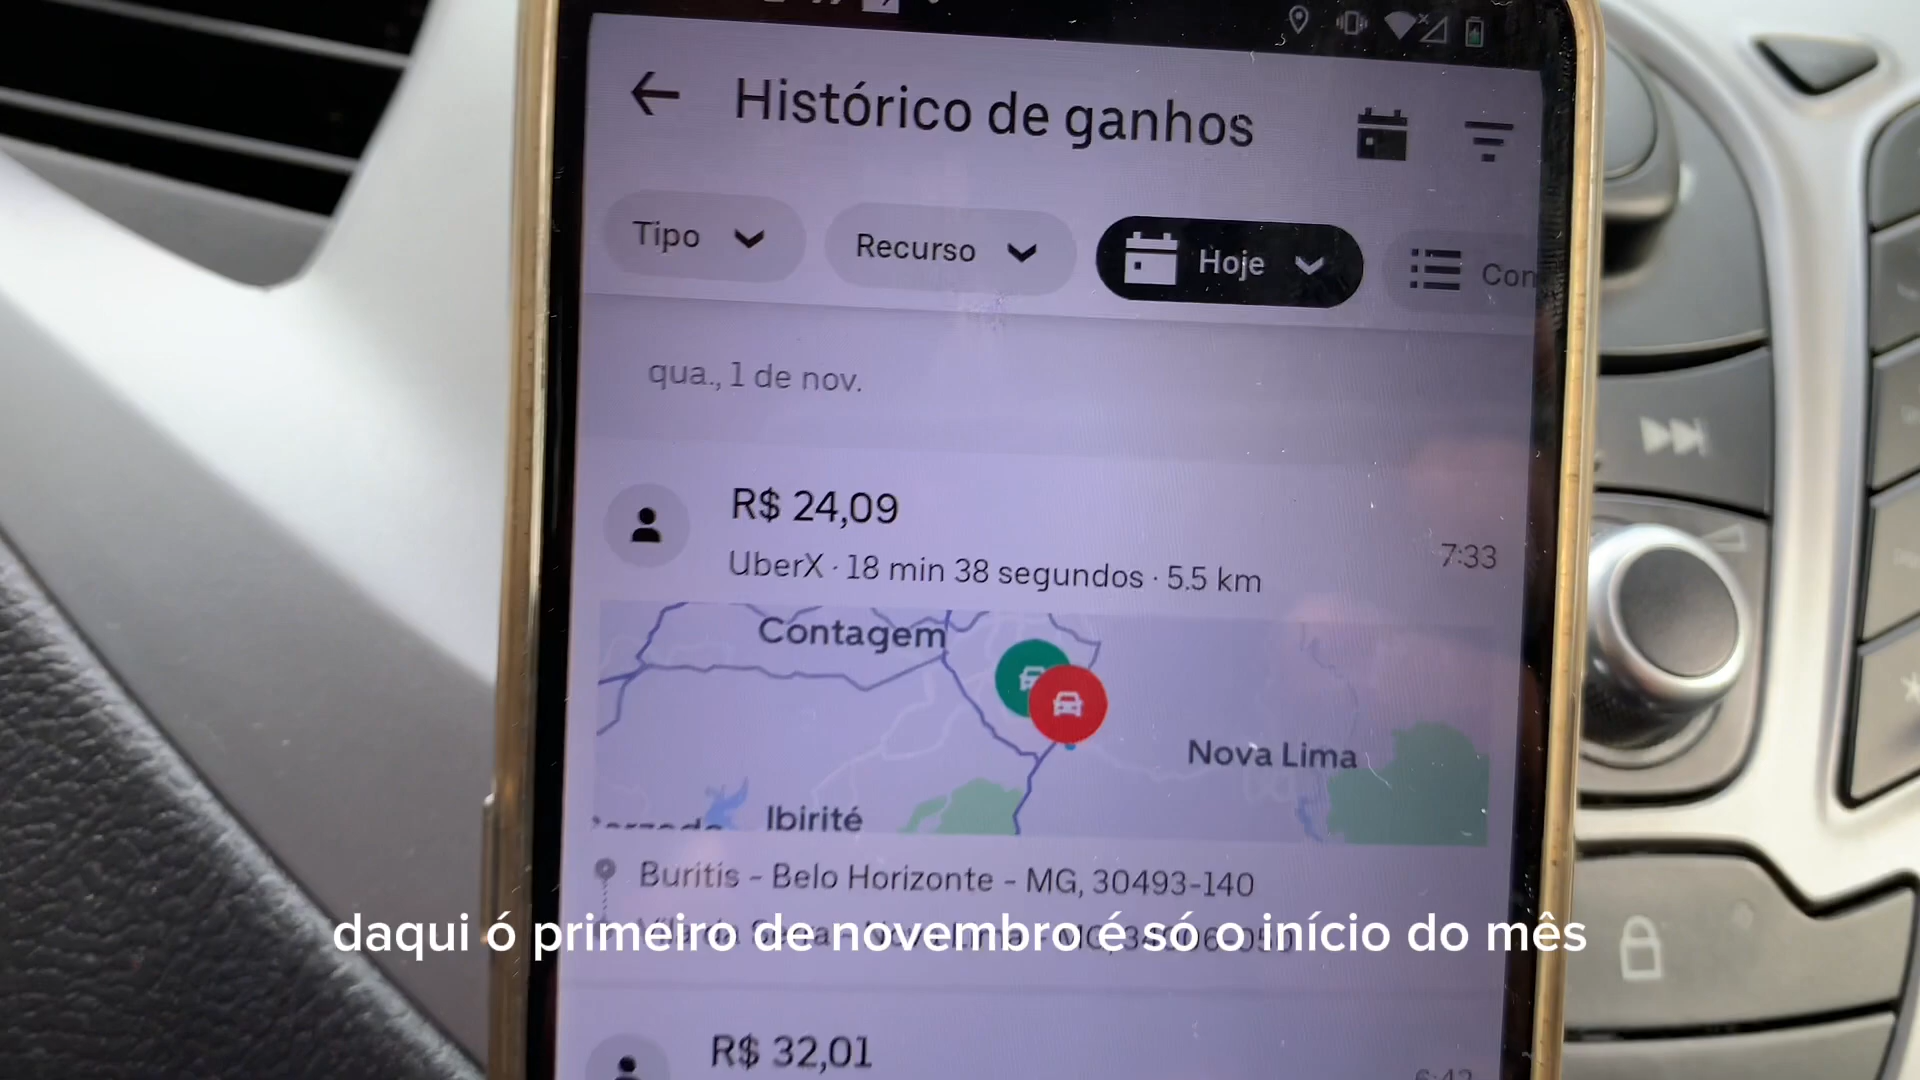 Histórico de ganhos
Tipo
Recurso
Hoje
Con
qua., 1 de nov.
R$ 24,09
UberX · 18 min 38 segundos · 5.5 km
7:33
Contagem
Nova Lima
Ibirité
Buritis - Belo Horizonte - MG, 30493-140
daqui ó primeiro de novembro é só o início do mês
R$ 32,01